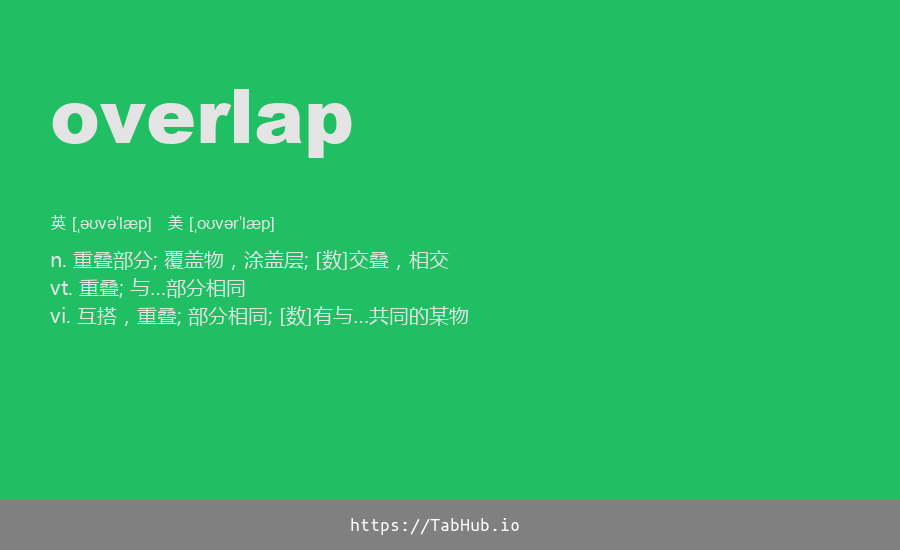 overlap
英 [ˌəʊvəˈlæp] 美 [ˌoʊvərˈlæp]
n. 重叠部分; 覆盖物，涂盖层; [数]交叠，相交
vt. 重叠; 与…部分相同
vi. 互搭，重叠; 部分相同; [数]有与…共同的某物
https://TabHub.io